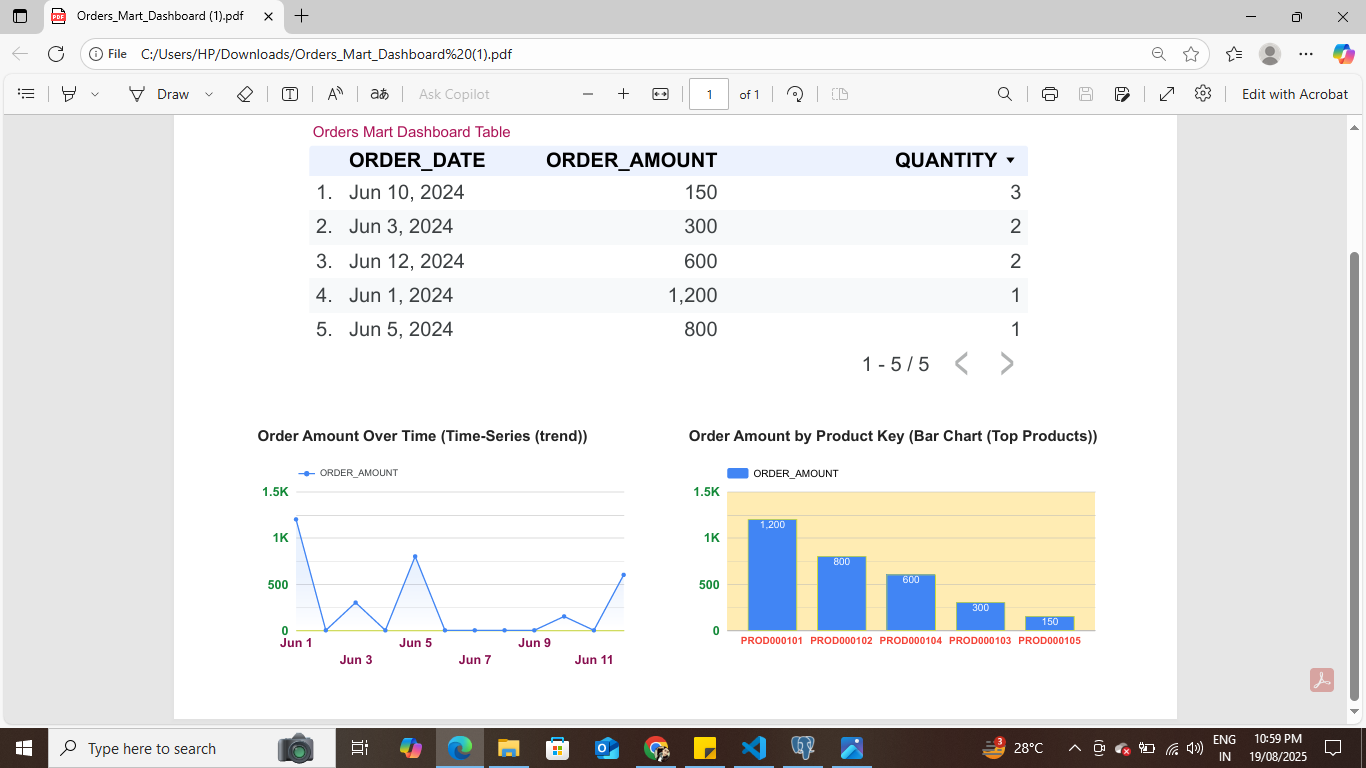 Orders_Mart_Dashboard (1).pdf
File C:/Users/HP/Downloads/Orders_Mart_Dashboard%20(1).pdf
Draw Ask Copilot 1 of 1 Edit with Acrobat
Orders Mart Dashboard Table
ORDER_DATE ORDER_AMOUNT QUANTITY
1. Jun 10, 2024 150 3
2. Jun 3, 2024 300 2
3. Jun 12, 2024 600 2
4. Jun 1, 2024 1,200 1
5. Jun 5, 2024 800 1
1 - 5 / 5
Order Amount Over Time (Time-Series (trend))
ORDER_AMOUNT
1.5K
1K
500
0
Jun 1 Jun 5 Jun 9
Jun 3 Jun 7 Jun 11
Order Amount by Product Key (Bar Chart (Top Products))
ORDER_AMOUNT
1.5K
1,200
1K
800
600
500
300
150
0
PROD000101 PROD000102 PROD000104 PROD000103 PROD000105
Type here to search
3 28°C
ENG
IN
10:59 PM
19/08/2025